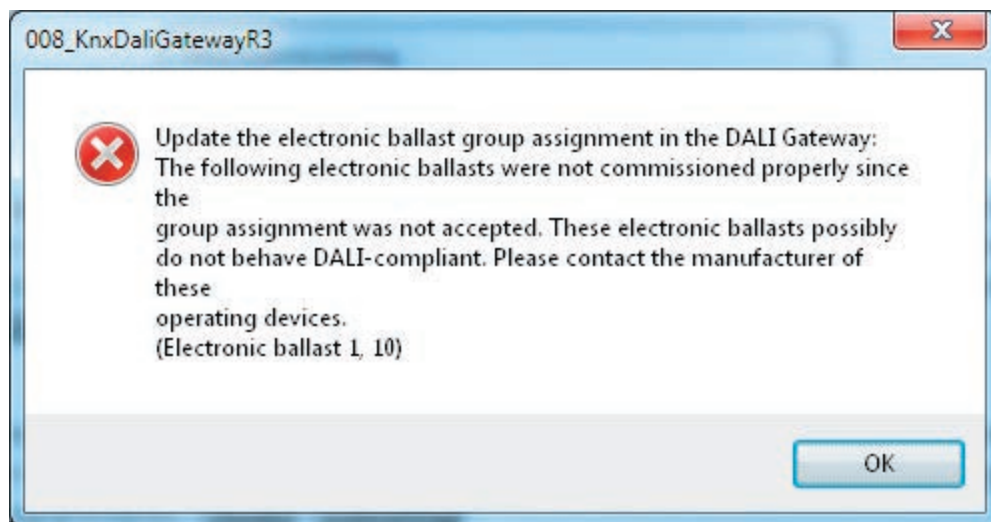 008_KnxDaliGatewayR3
Update the electronic ballast group assignment in the DALI Gateway:
The following electronic ballasts were not commissioned properly since
the
group assignment was not accepted. These electronic ballasts possibly
do not behave DALI-compliant. Please contact the manufacturer of
these
operating devices.
(Electronic ballast 1, 10)
OK